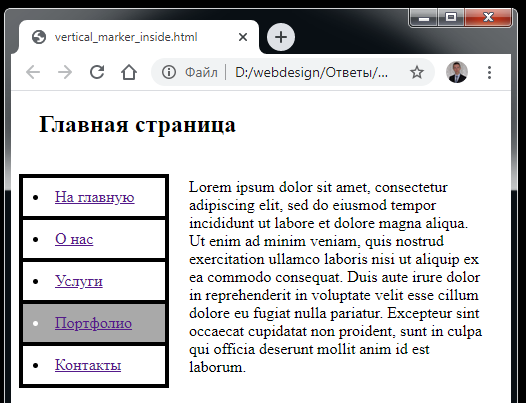 vertical_marker_inside.html
Файл
D:/webdesign/Ответы/...
Главная страница
На главную
О нас
Услуги
Портфолио
Контакты
Lorem ipsum dolor sit amet, consectetur
adipiscing elit, sed do eiusmod tempor
incididunt ut labore et dolore magna aliqua.
Ut enim ad minim veniam, quis nostrud
exercitation ullamco laboris nisi ut aliquip ex
ea commodo consequat. Duis aute irure dolor
in reprehenderit in voluptate velit esse cillum
dolore eu fugiat nulla pariatur. Excepteur sint
occaecat cupidatat non proident, sunt in culpa
qui officia deserunt mollit anim id est
laborum.